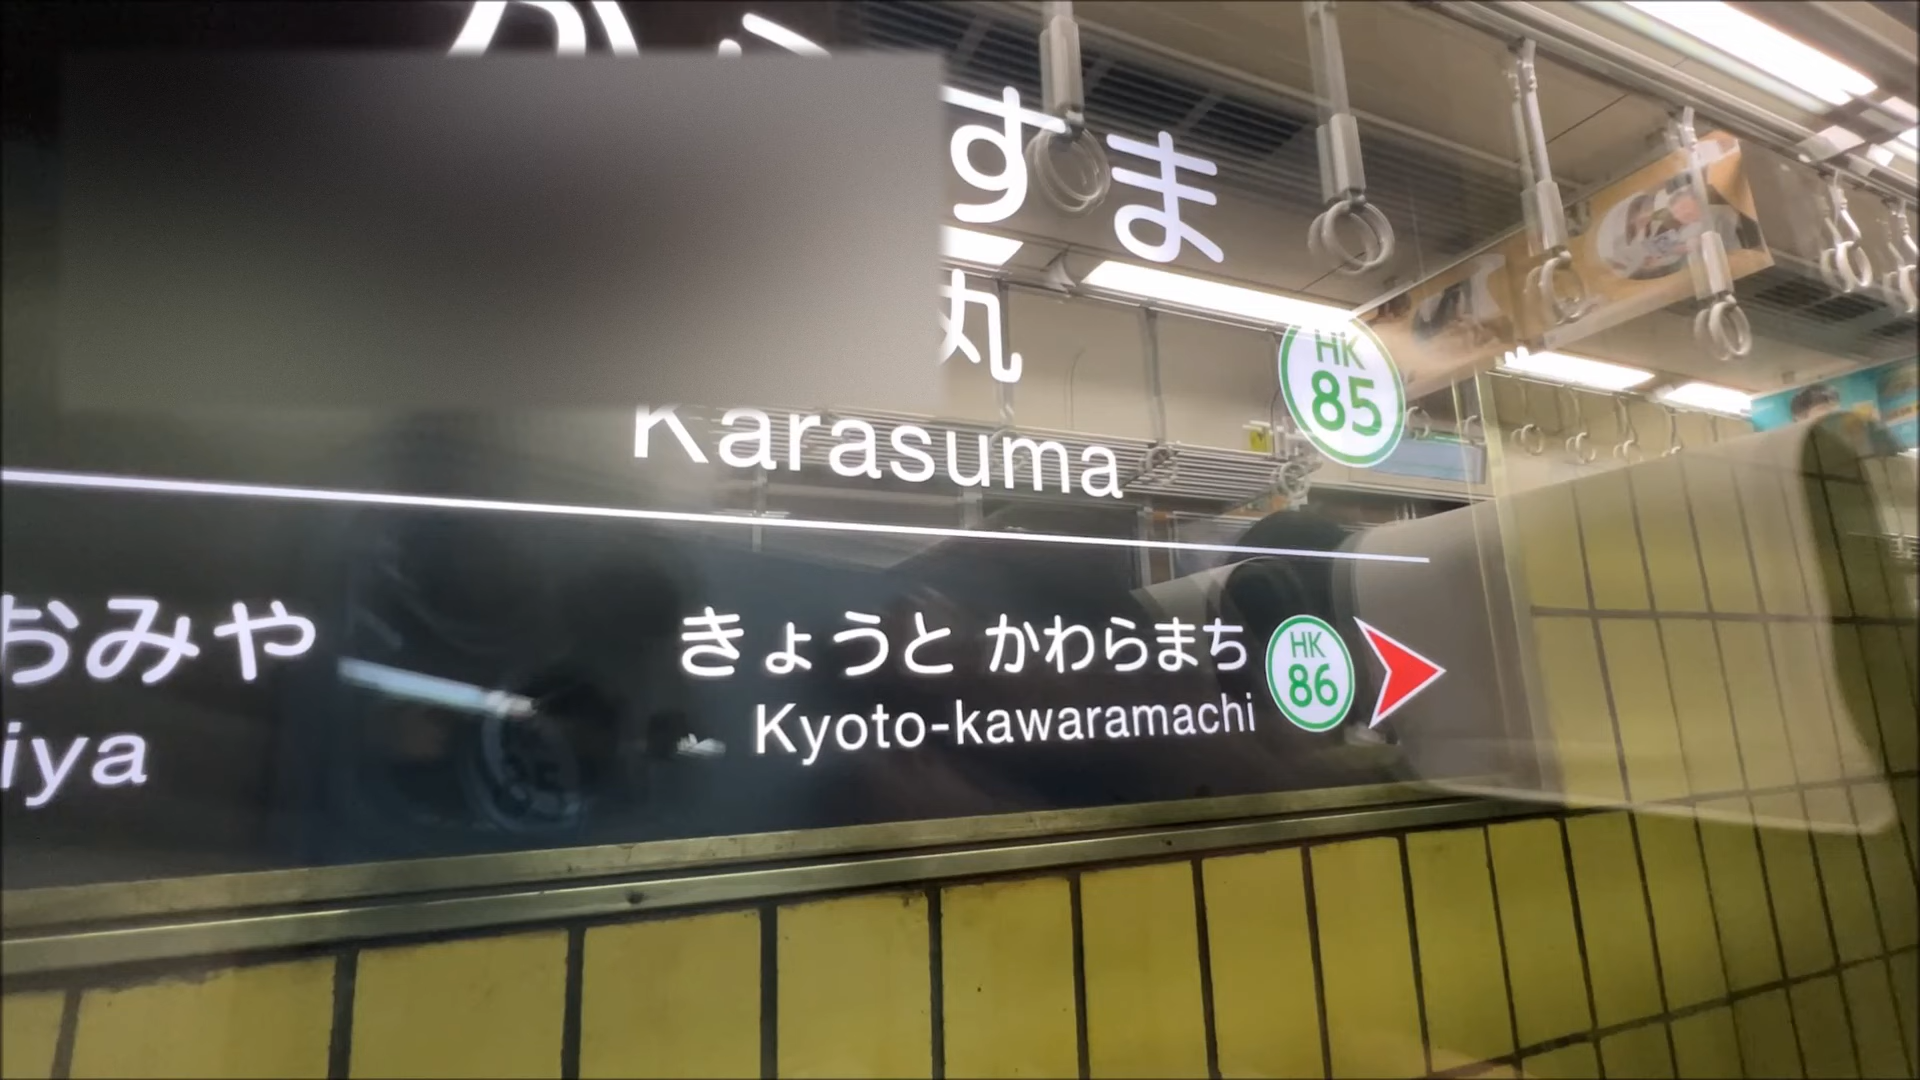 すま
丸
HK
85
Karasuma
おみや
きょうと かわらまち
HK
86
iya
Kyoto-kawaramachi